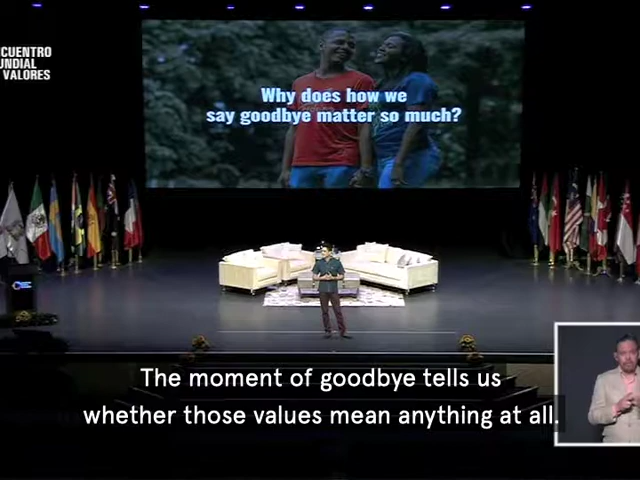 CUENTRO
UNDIAL
VALORES
Why does how we
say goodbye matter so much?
The moment of goodbye tells us
whether those values mean anything at all.